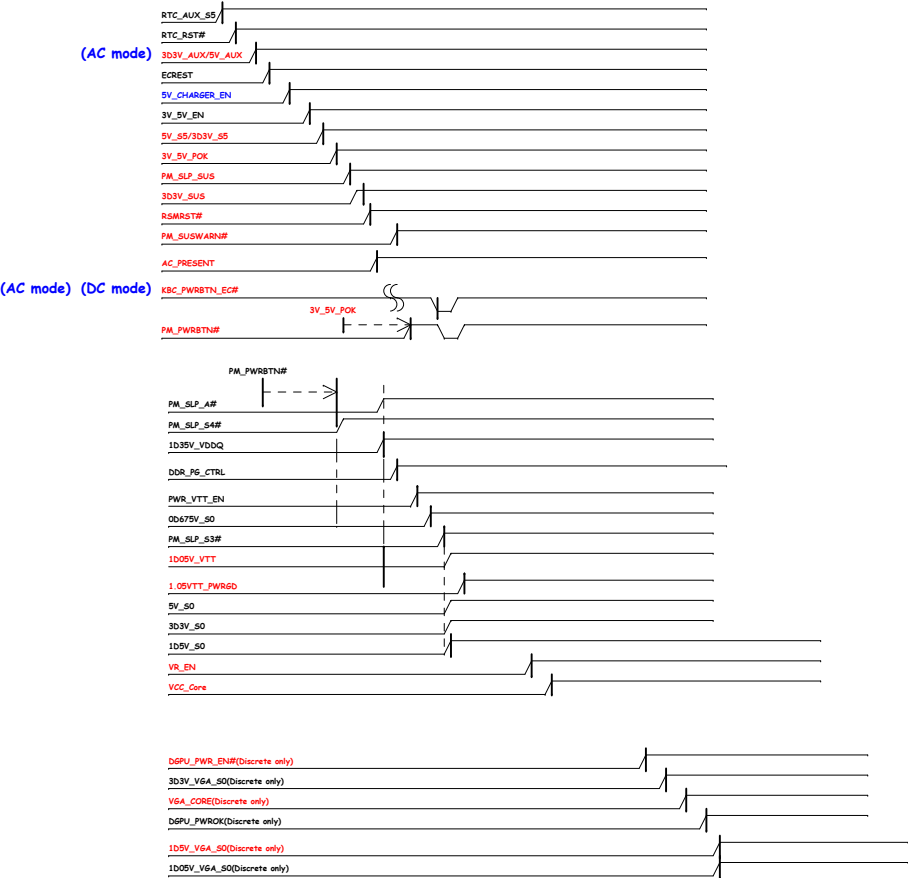 RTC_AUX_S5
RTC_RST#
(AC mode) 3D3V_AUX/5V_AUX
ECREST
5V_CHARGER_EN
3V_5V_EN
5V_S5/3D3V_S5
3V_5V_POK
PM_SLP_SUS
3D3V_SUS
RSMRST#
PM_SUSWARN#
AC_PRESENT
(AC mode) (DC mode) KBC_PWRBTN_EC#
3V_5V_POK
PM_PWRBTN#
PM_PWRBTN#
PM_SLP_A#
PM_SLP_S4#
1D35V_VDDQ
DDR_PG_CTRL
PWR_VTT_EN
0D675V_S0
PM_SLP_S3#
1D05V_VTT
1.05VTT_PWRGD
5V_S0
3D3V_S0
1D5V_S0
VR_EN
VCC_Core
DGPU_PWR_EN#(Discrete only)
3D3V_VGA_S0(Discrete only)
VGA_CORE(Discrete only)
DGPU_PWROK(Discrete only)
1D5V_VGA_S0(Discrete only)
1D05V_VGA_S0(Discrete only)